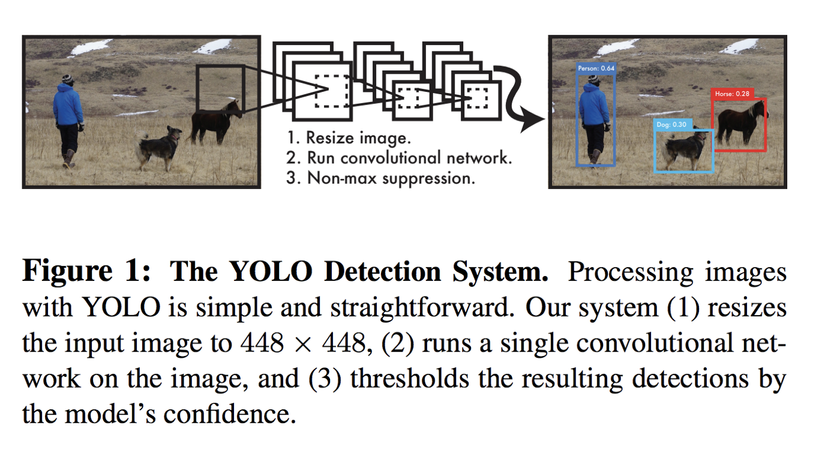 Person: 0.64
Horse: 0.28
Dog: 0.30
1. Resize image.
2. Run convolutional network.
3. Non-max suppression.
Figure 1: The YOLO Detection System. Processing images
with YOLO is simple and straightforward. Our system (1) resizes
the input image to 448 × 448, (2) runs a single convolutional net-
work on the image, and (3) thresholds the resulting detections by
the model’s confidence.